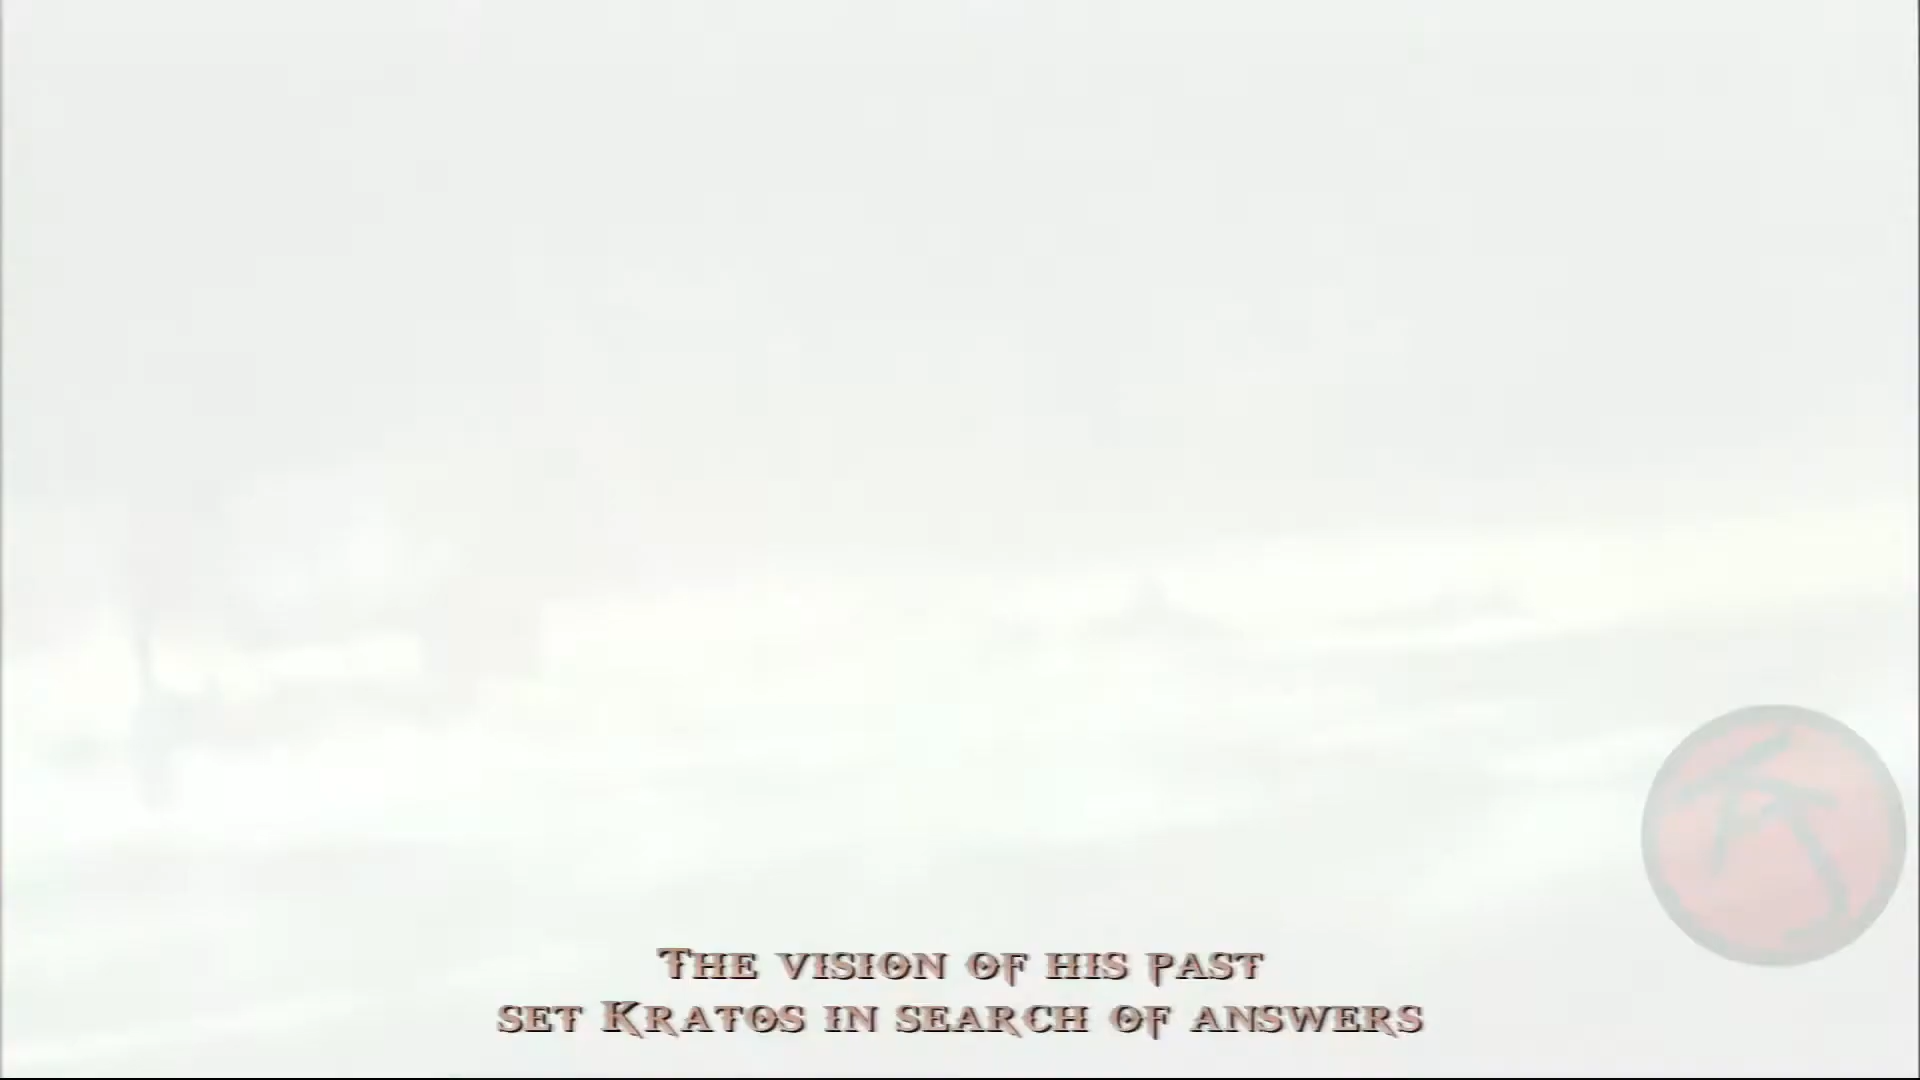 The vision of his past
set Kratos in search of answers